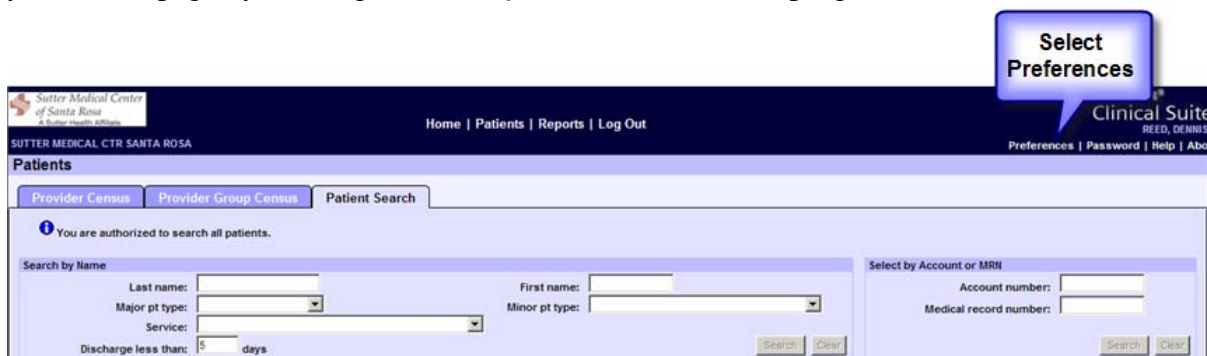 Select
Preferences
Sutter Medical Center
of Santa Rosa
A Sutter Health Affiliate
Home | Patients | Reports | Log Out
Clinical Suite
REED, DENNIS
SUTTER MEDICAL CTR SANTA ROSA
Preferences | Password | Help | Abo
Patients
Provider Census Provider Group Census Patient Search
You are authorized to search all patients.
Search by Name Select by Account or MRN
Last name: First name: Account number:
Major pt type: Minor pt type: Medical record number:
Service:
Discharge less than: 5 days Search Clear Search Clear